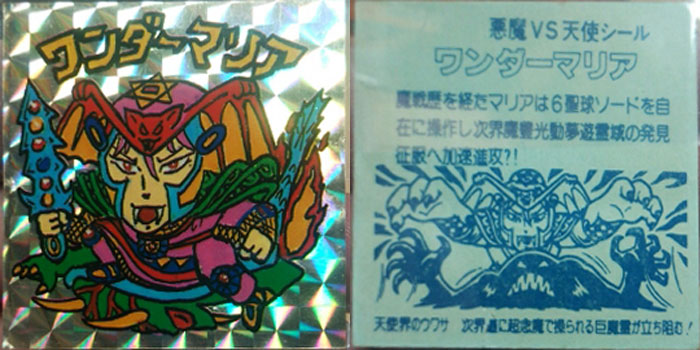 ワンダーマリア
悪魔VS天使シール
ワンダーマリア
魔戦歴を経たマリアは6聖球ソードを自
在に操作し次界魔霊光動夢遊霊域の発見
征服へ加速進攻?!
天使界のウワサ 次界道に超念魔で操られる巨魔霊が立ち阻む!